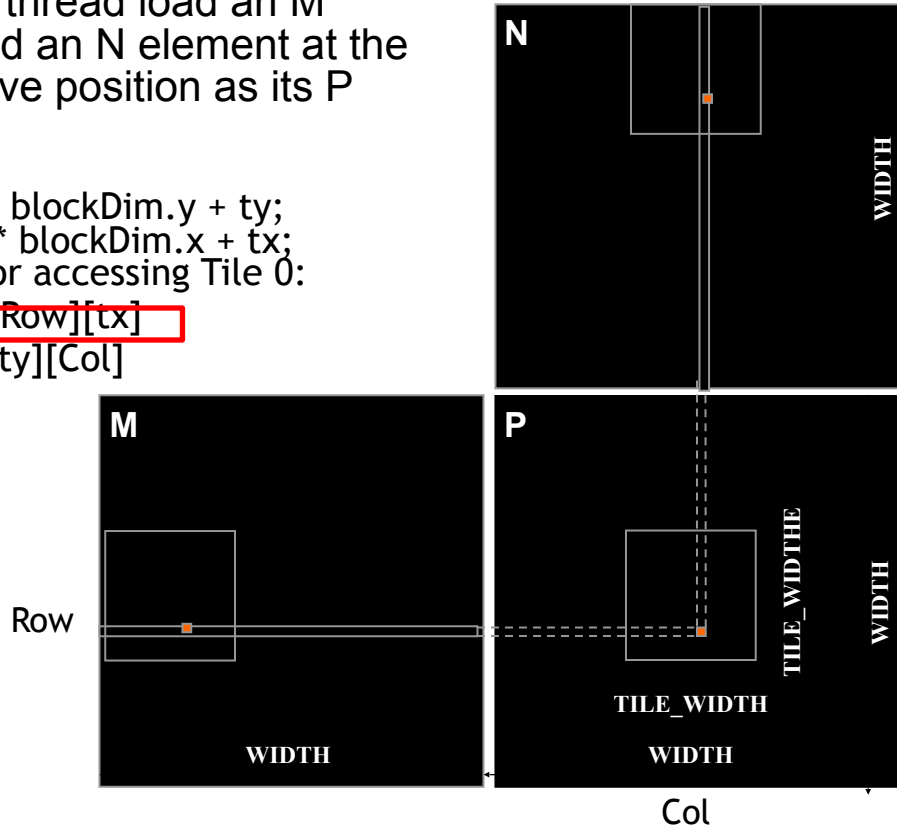 thread load an M
d an N element at the
ve position as its P
blockDim.y + ty;
* blockDim.x + tx;
or accessing Tile 0:
Row][tx]
ty][Col]
N
WIDTH
M
P
TILE_WIDTHE
WIDTH
Row
TILE_WIDTH
WIDTH
WIDTH
Col